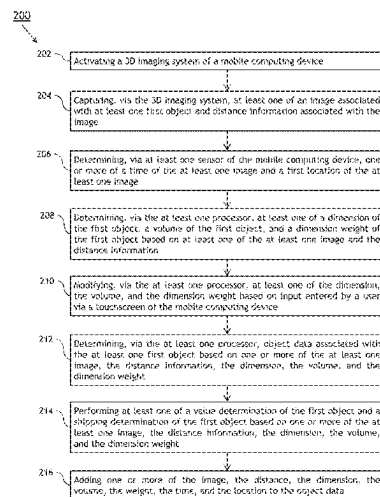 200
202
Activating a 3D imaging system of a mobile computing device
204
Capturing, via the 3D imaging system, at least one of an image associated
with at least one first object and distance information associated with the
image
206
Determining, via at least one sensor of the mobile computing device, one
or more of a time of the at least one image and a first location of the at
least one image
208
Determining, via the at least one processor, at least one of a dimension of
the first object, a volume of the first object, and a dimension weight of
the first object based on at least one of the at least one image and the
distance information
210
Modifying, via the at least one processor, at least one of the dimension,
the volume, and the dimension weight based on input entered by a user
via a touchscreen of the mobile computing device
212
Determining, via the at least one processor, object data associated with
the at least one first object based on one or more of the at least one
image, the distance information, the dimension, the volume, and the
dimension weight
214
Performing at least one of a value determination of the first object and a
shipping determination of the first object based on one or more of the at
least one image, the distance information, the dimension, the volume,
and the dimension weight
216
Adding one or more of the image, the distance, the dimension, the
volume, the weight, the time, and the location to the object data